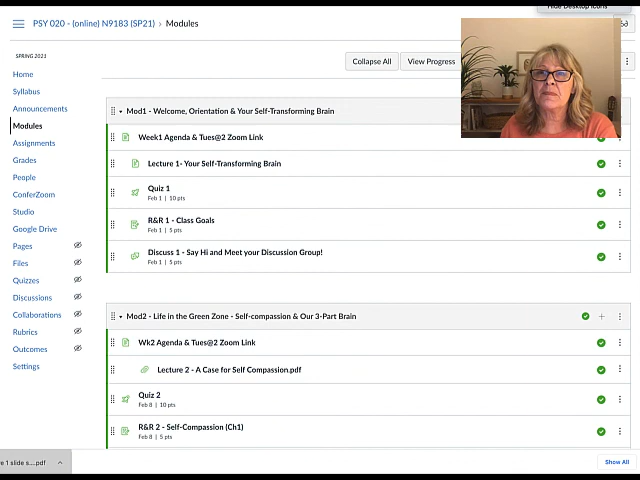 Hide Desktop Icons
PSY 020 - (online) N9183 (SP21) › Modules
SPRING 2021
Home
Syllabus
Announcements
Modules
Assignments
Grades
People
ConferZoom
Studio
Google Drive
Pages
Files
Quizzes
Discussions
Collaborations
Rubrics
Outcomes
Settings
Collapse All
View Progress
Mod1 - Welcome, Orientation & Your Self-Transforming Brain
Week1 Agenda & Tues@2 Zoom Link
Lecture 1- Your Self-Transforming Brain
Quiz 1
Feb 1 | 10 pts
R&R 1 - Class Goals
Feb 1 | 5 pts
Discuss 1 - Say Hi and Meet your Discussion Group!
Feb 1 | 5 pts
Mod2 - Life in the Green Zone - Self-compassion & Our 3-Part Brain
Wk2 Agenda & Tues@2 Zoom Link
Lecture 2 - A Case for Self Compassion.pdf
Quiz 2
Feb 8 | 10 pts
R&R 2 - Self-Compassion (Ch1)
Feb 8 | 5 pts
e 1 slide s....pdf
Show All